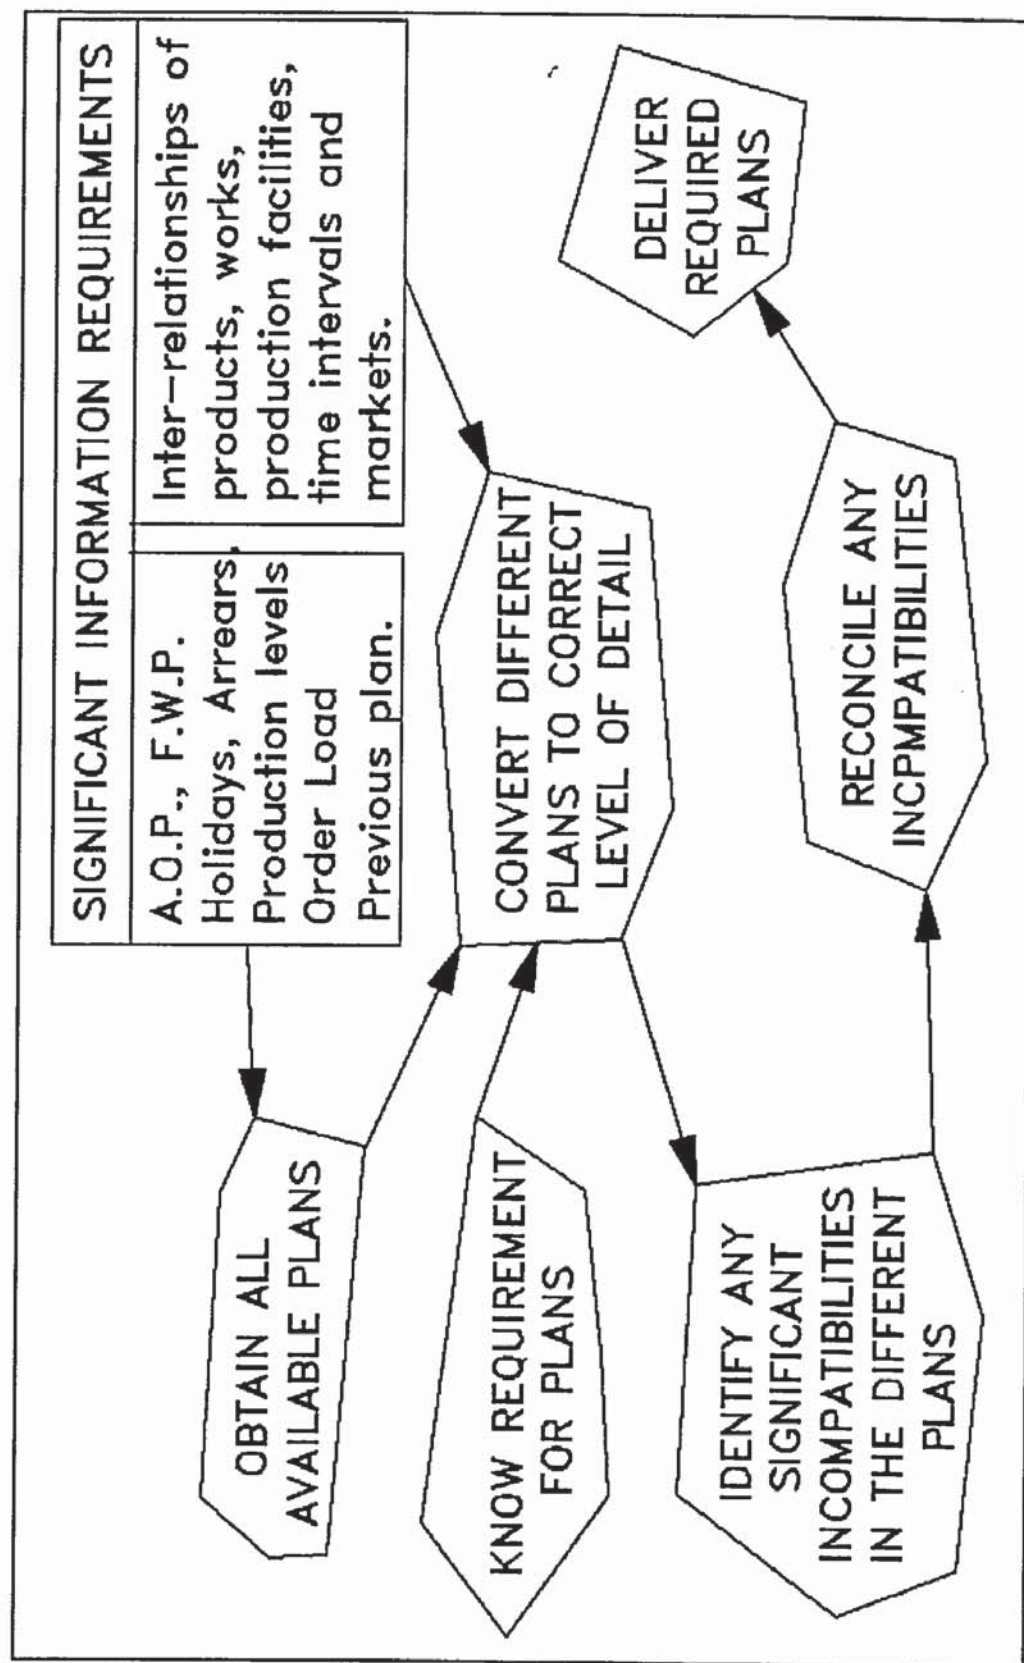 SIGNIFICANT INFORMATION REQUIREMENTS
A.O.P., F.W.P.
Holidays, Arrears,
Production levels
Order Load
Previous plan.
Inter-relationships of
products, works,
production facilities,
time intervals and
markets.
OBTAIN ALL
AVAILABLE PLANS
KNOW REQUIREMENT
FOR PLANS
CONVERT DIFFERENT
PLANS TO CORRECT
LEVEL OF DETAIL
IDENTIFY ANY
SIGNIFICANT
INCOMPATIBILITIES
IN THE DIFFERENT
PLANS
RECONCILE ANY
INCPMPATIBILITIES
DELIVER
REQUIRED
PLANS